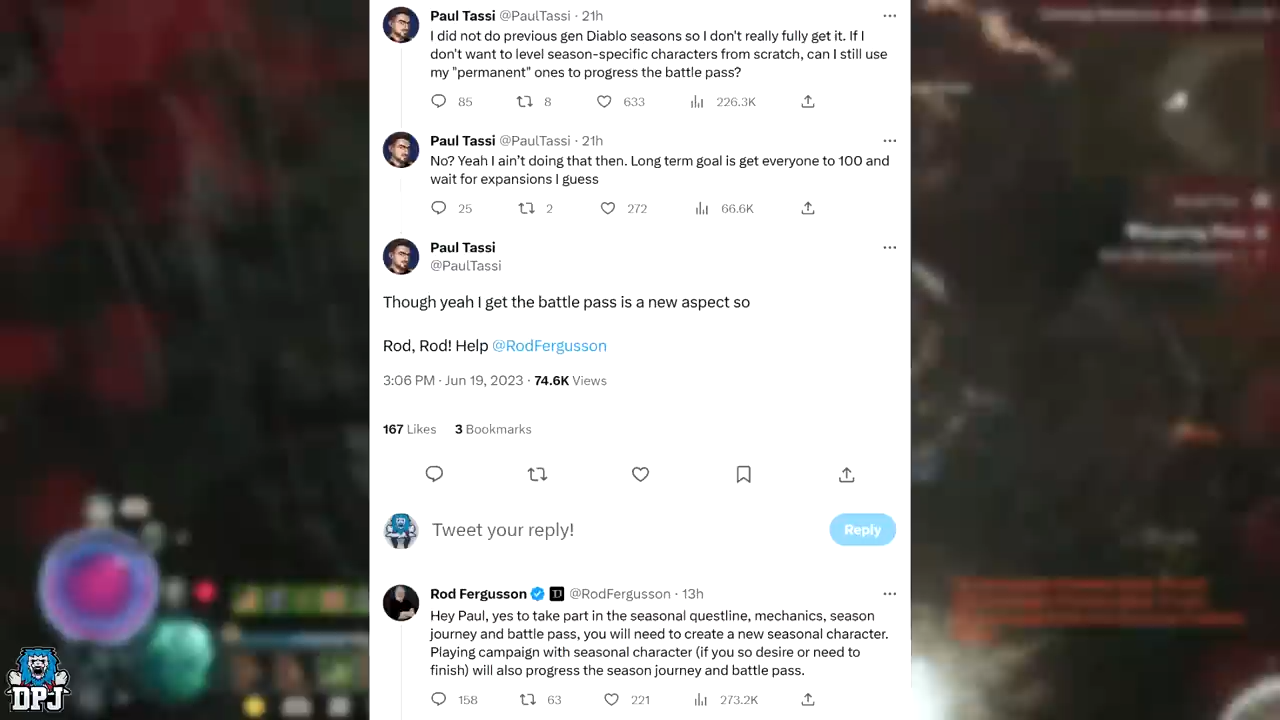 Paul Tassi @PaulTassi · 21h
I did not do previous gen Diablo seasons so I don't really fully get it. If I
don't want to level season-specific characters from scratch, can I still use
my "permanent" ones to progress the battle pass?
85 8 633 226.3K
Paul Tassi @PaulTassi · 21h
No? Yeah I ain't doing that then. Long term goal is get everyone to 100 and
wait for expansions I guess
25 2 272 66.6K
Paul Tassi
@PaulTassi
Though yeah I get the battle pass is a new aspect so
Rod, Rod! Help @RodFergusson
3:06 PM · Jun 19, 2023 · 74.6K Views
167 Likes 3 Bookmarks
Tweet your reply!
Reply
Rod Fergusson @RodFergusson · 13h
Hey Paul, yes to take part in the seasonal questline, mechanics, season
journey and battle pass, you will need to create a new seasonal character.
Playing campaign with seasonal character (if you so desire or need to
finish) will also progress the season journey and battle pass.
158 63 221 273.2K
DPJ